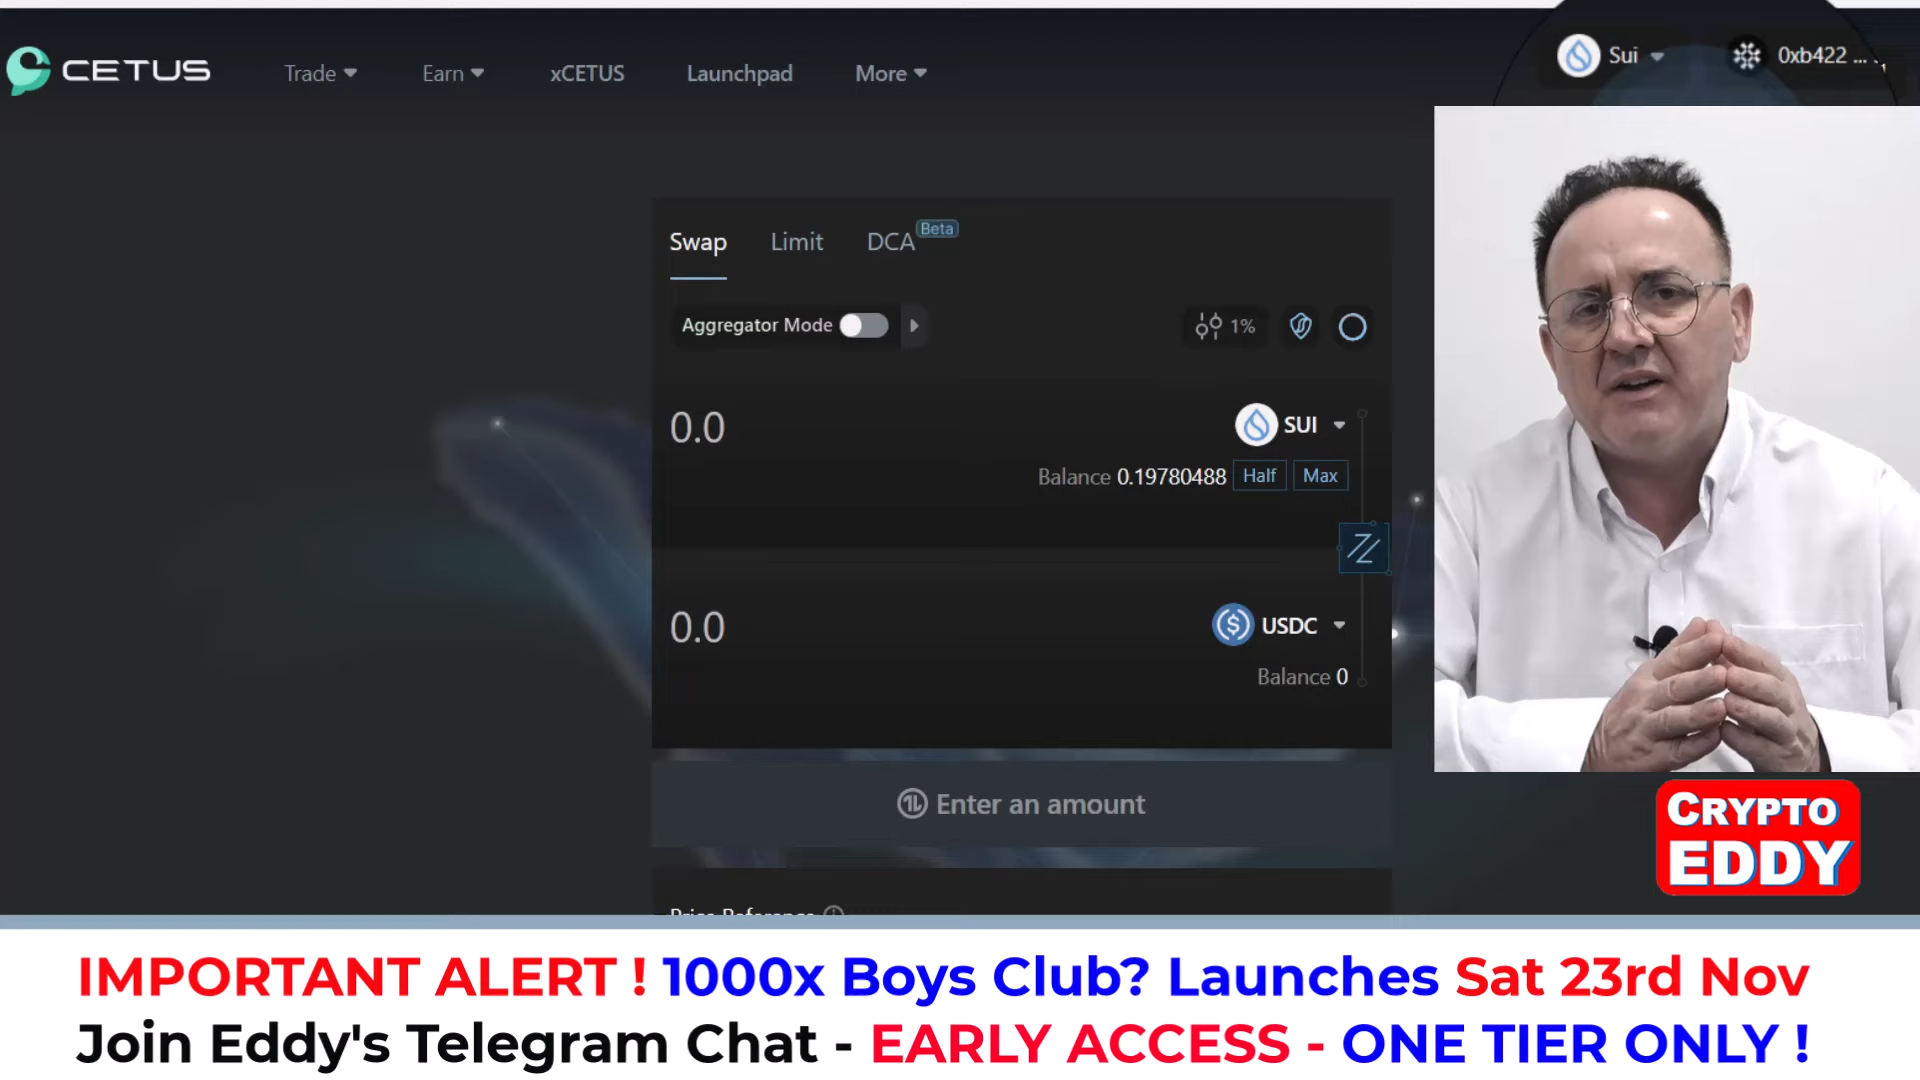 CETUS
Trade
Earn
xCETUS
Launchpad
More
Sui
0xb422 ...
Swap
Limit
DCA
Beta
Aggregator Mode
1%
0.0
SUI
Balance 0.19780488
Half
Max
0.0
USDC
Balance 0
Enter an amount
Price Reference
CRYPTO
EDDY
IMPORTANT ALERT ! 1000x Boys Club? Launches Sat 23rd Nov
Join Eddy's Telegram Chat - EARLY ACCESS - ONE TIER ONLY !